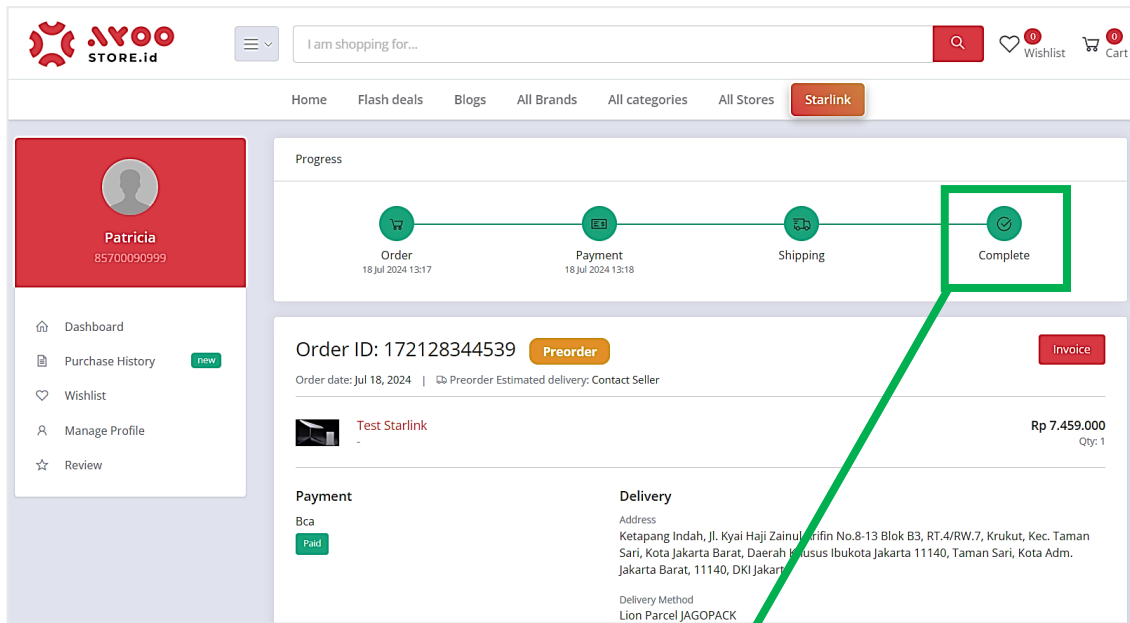 AYOO
STORE.id
I am shopping for...
0
Wishlist
0
Cart
Home Flash deals Blogs All Brands All categories All Stores Starlink
Patricia
85700090999
Dashboard
Purchase History new
Wishlist
Manage Profile
Review
Progress
Order
18 Jul 2024 13:17
Payment
18 Jul 2024 13:18
Shipping
Complete
Order ID: 172128344539 Preorder
Invoice
Order date: Jul 18, 2024 | Preorder Estimated delivery: Contact Seller
Test Starlink
-
Rp 7.459.000
Qty: 1
Payment
Bca
Paid
Delivery
Address
Ketapang Indah, Jl. Kyai Haji Zainul Arifin No.8-13 Blok B3, RT.4/RW.7, Krukut, Kec. Taman
Sari, Kota Jakarta Barat, Daerah Khusus Ibukota Jakarta 11140, Taman Sari, Kota Adm.
Jakarta Barat, 11140, DKI Jakarta
Delivery Method
Lion Parcel JAGOPACK